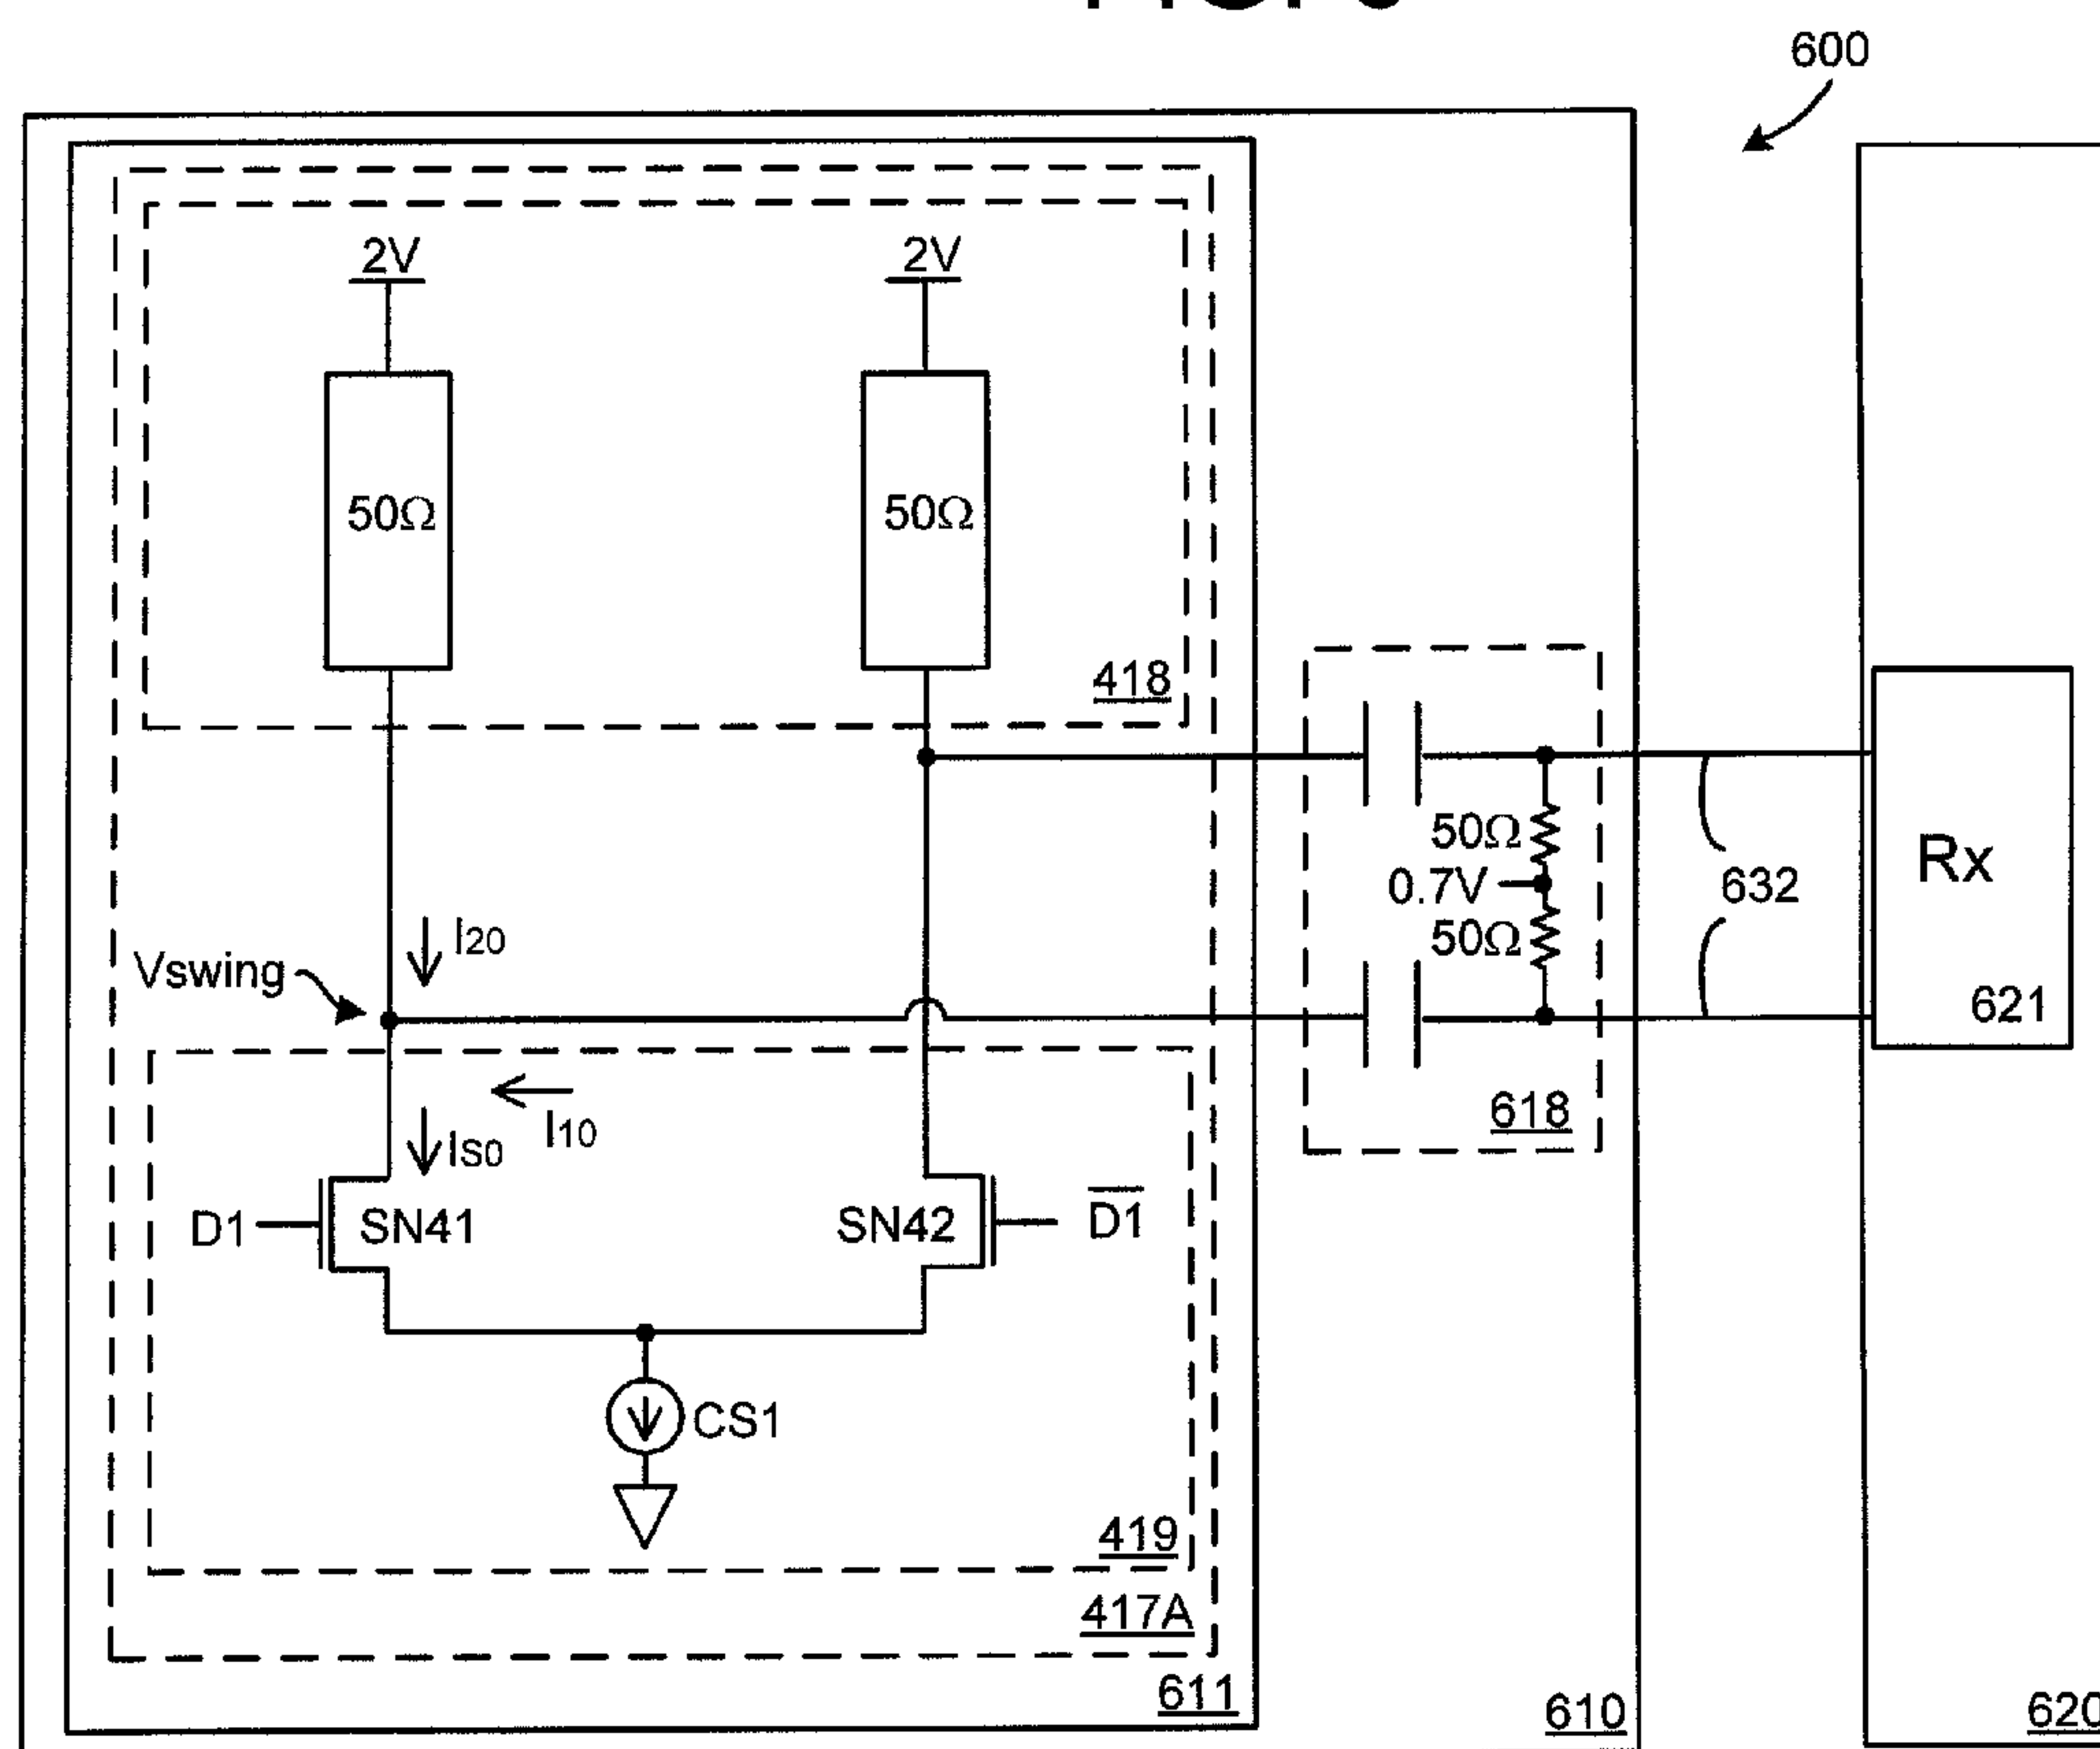 600
2V 2V
50Ω 50Ω
418
50Ω
0.7V
50Ω
632
Rx
621
I20
Vswing
618
I10
IS0
D1 SN41 SN42 D1
CS1
419
417A
611
610
620